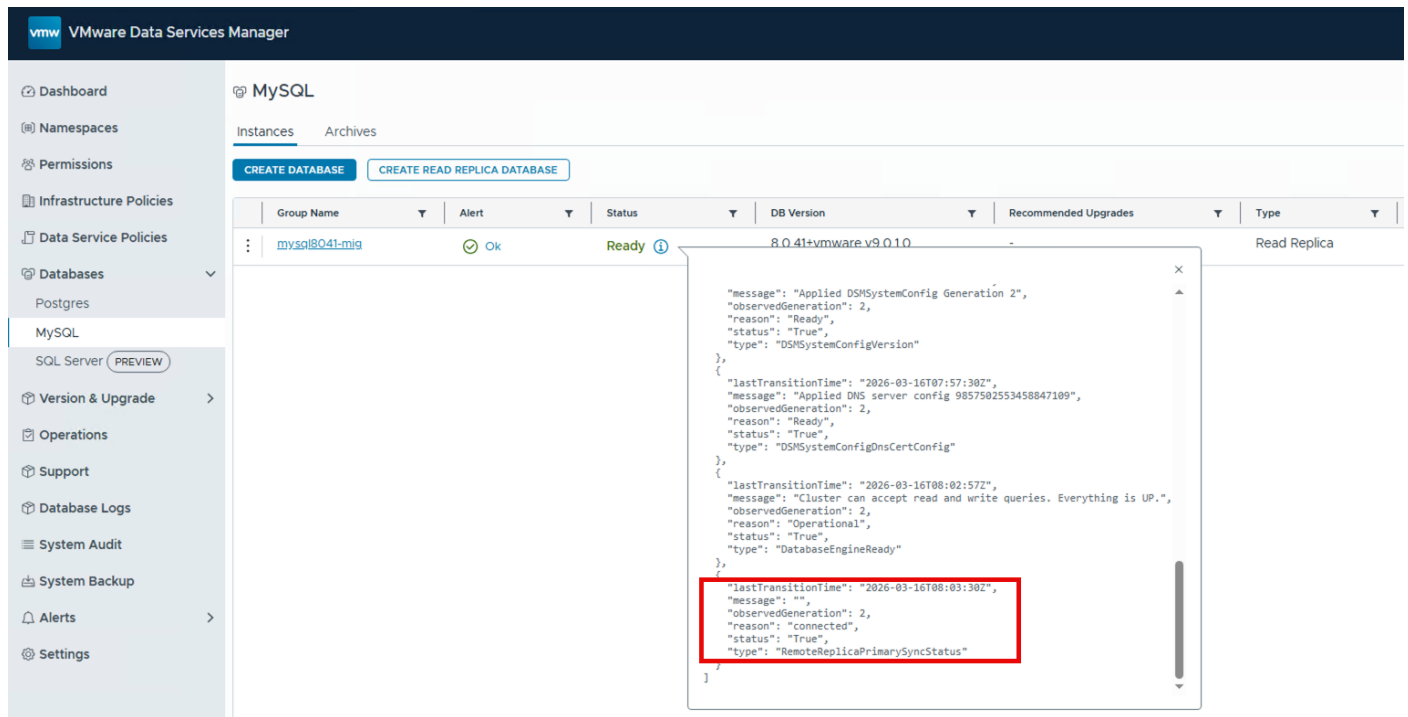 vmw VMware Data Services Manager
Dashboard
Namespaces
Permissions
Infrastructure Policies
Data Service Policies
Databases
Postgres
MySQL
SQL Server PREVIEW
Version & Upgrade
Operations
Support
Database Logs
System Audit
System Backup
Alerts
Settings
MySQL
Instances Archives
CREATE DATABASE CREATE READ REPLICA DATABASE
Group Name Alert Status DB Version Recommended Upgrades Type
mysql8041-mig Ok Ready 8.0.41+vmware v9.0.1.0 - Read Replica
"message": "Applied DSMSystemConfig Generation 2",
"observedGeneration": 2,
"reason": "Ready",
"status": "True",
"type": "DSMSystemConfigVersion"
},
{
"lastTransitionTime": "2026-03-16T07:57:30Z",
"message": "Applied DNS server config 9857502553458847109",
"observedGeneration": 2,
"reason": "Ready",
"status": "True",
"type": "DSMSystemConfigDnsCertConfig"
},
{
"lastTransitionTime": "2026-03-16T08:02:57Z",
"message": "Cluster can accept read and write queries. Everything is UP.",
"observedGeneration": 2,
"reason": "Operational",
"status": "True",
"type": "DatabaseEngineReady"
},
{
"lastTransitionTime": "2026-03-16T08:03:30Z",
"message": "",
"observedGeneration": 2,
"reason": "connected",
"status": "True",
"type": "RemoteReplicaPrimarySyncStatus"
}
]